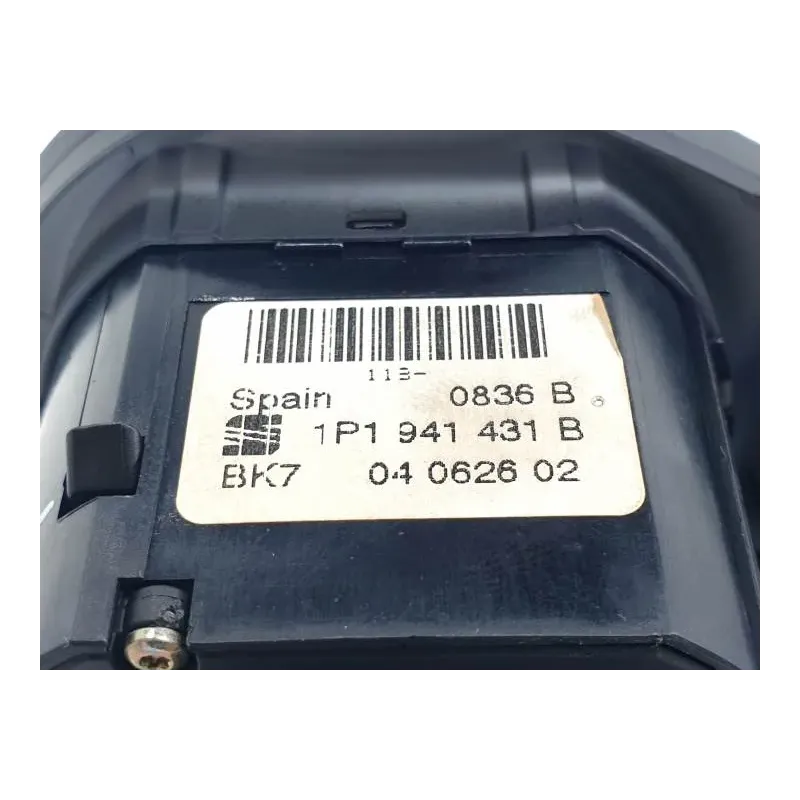 11B-
Spain 0836 B
1P1 941 431 B
BK7 04 0626 02